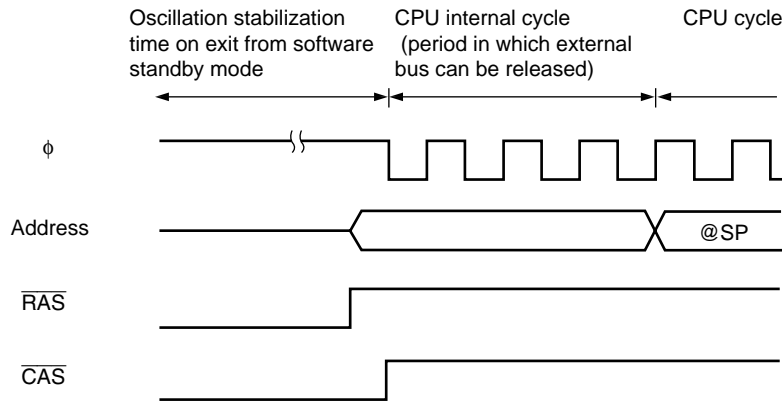 Oscillation stabilization
time on exit from software
standby mode
CPU internal cycle
(period in which external
bus can be released)
CPU cycle
φ
Address
@SP
RAS
CAS